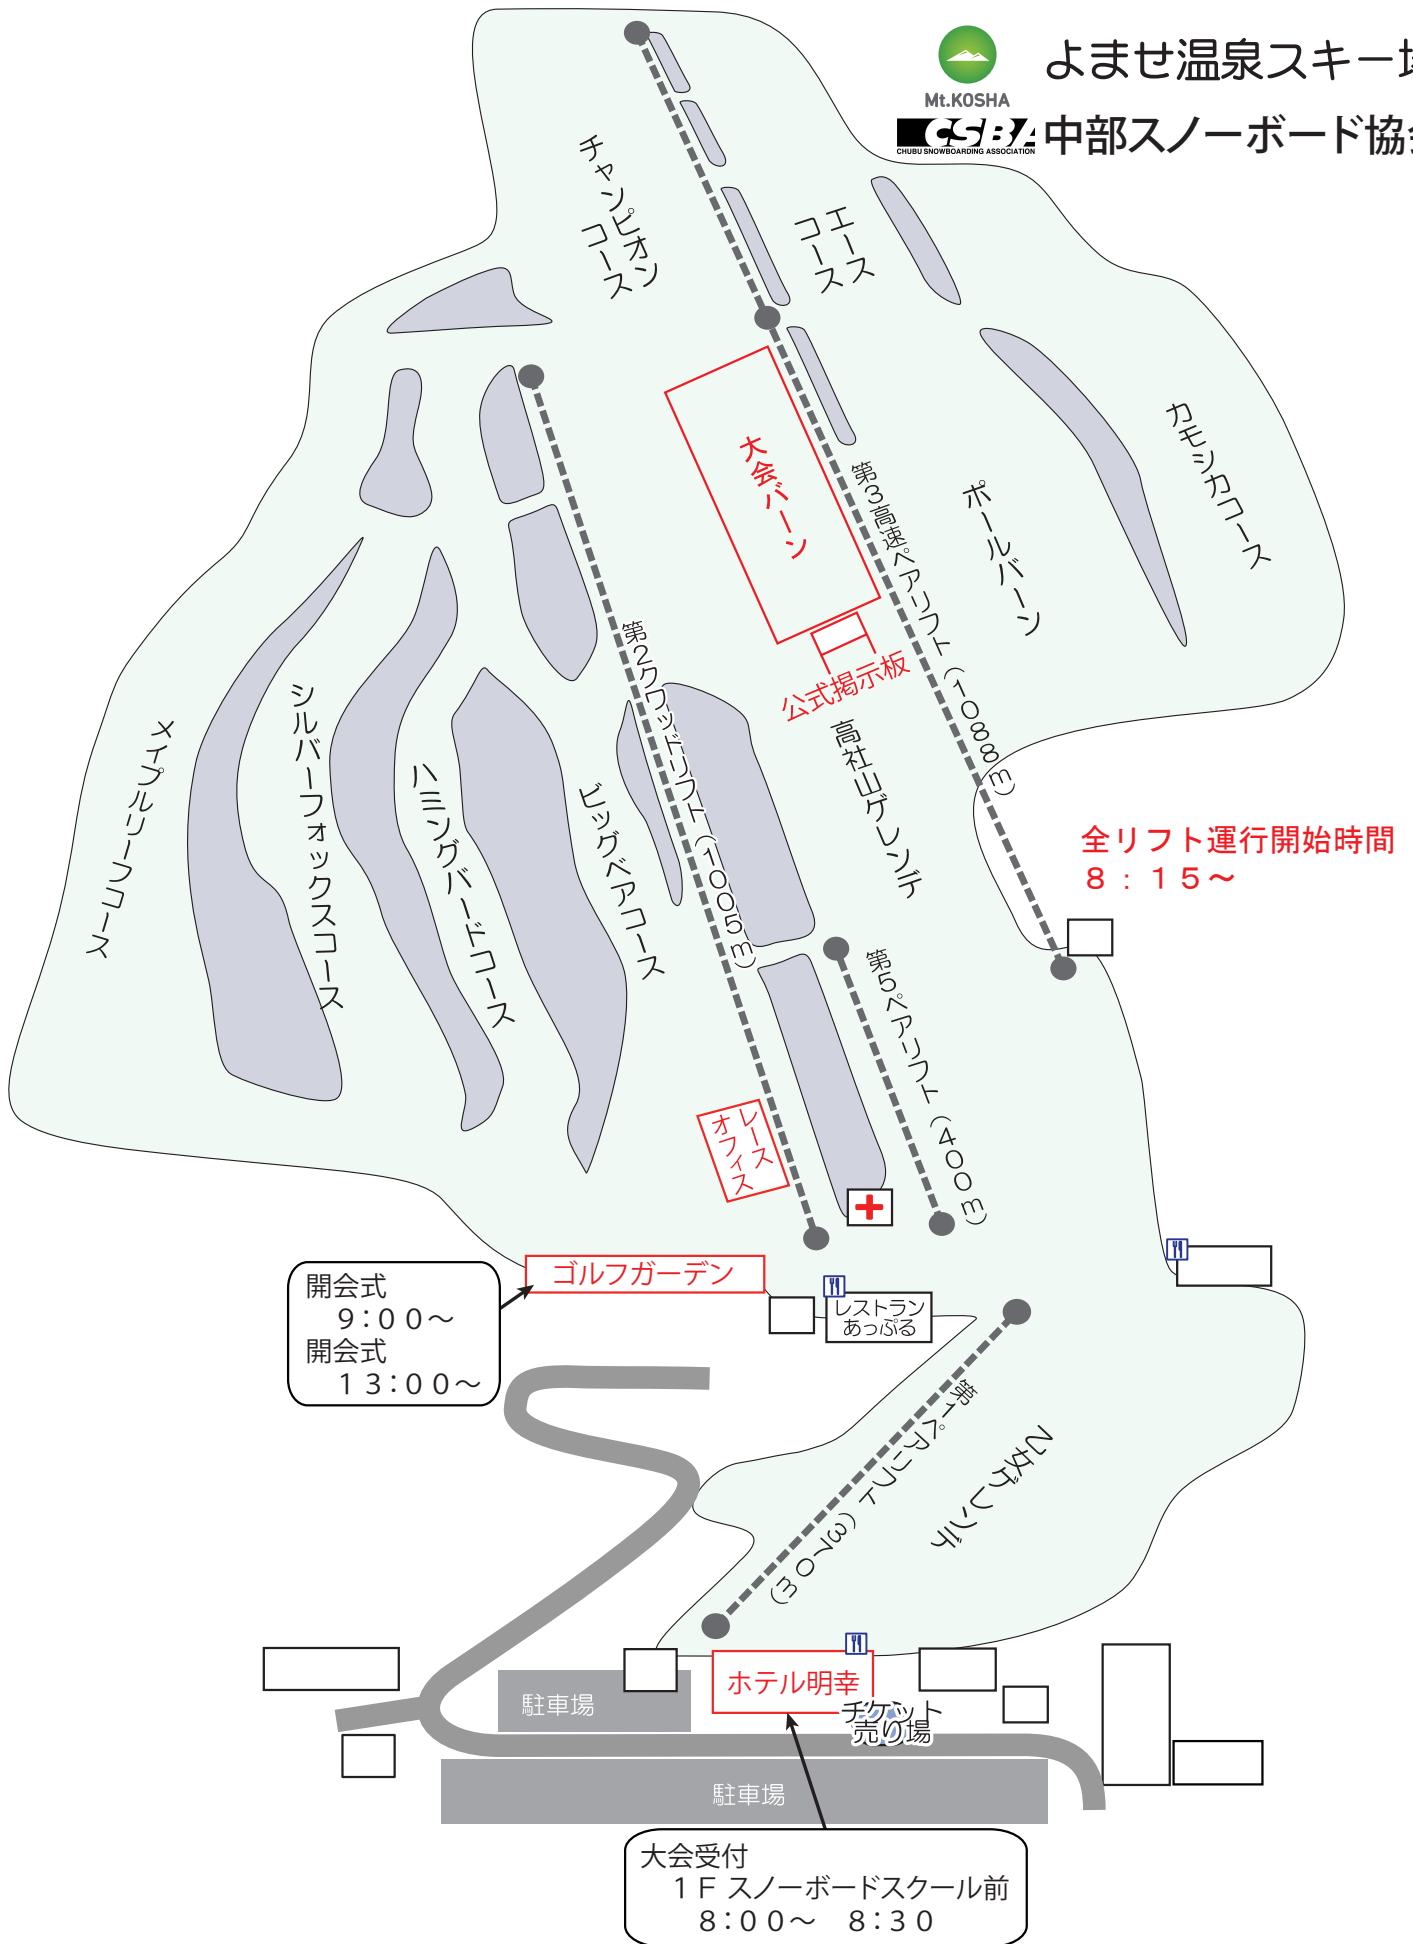 よませ温泉スキー場
Mt.KOSHA
CSBA
CHUBU SNOWBOARDING ASSOCIATION
中部スノーボード協会
チャンピオン
コース
エース
コース
カモシカコース
大会バーン
第3高速ペアリフト(1088m)
ポールバーン
第2クワッドリフト(1005m)
公式掲示板
高社山ゲレンデ
メイプルリーフコース
シルバーフォックスコース
ハミングバードコース
ビッグベアコース
全リフト運行開始時間
8:15~
第5ペアリフト(400m)
レース
オフィス
ゴルフガーデン
開会式
9:00~
開会式
13:00~
レストラン
あっぷる
第1ペアリフト(370m)
乙女ゲレンデ
ホテル明幸
チケット
売り場
駐車場
駐車場
大会受付
1F スノーボードスクール前
8:00~ 8:30